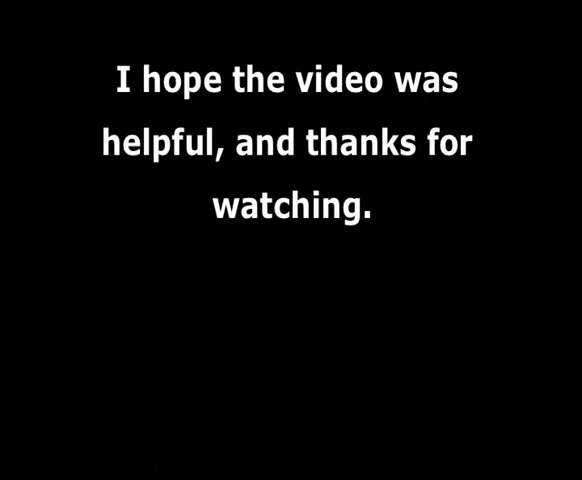 I hope the video was
helpful, and thanks for
watching.